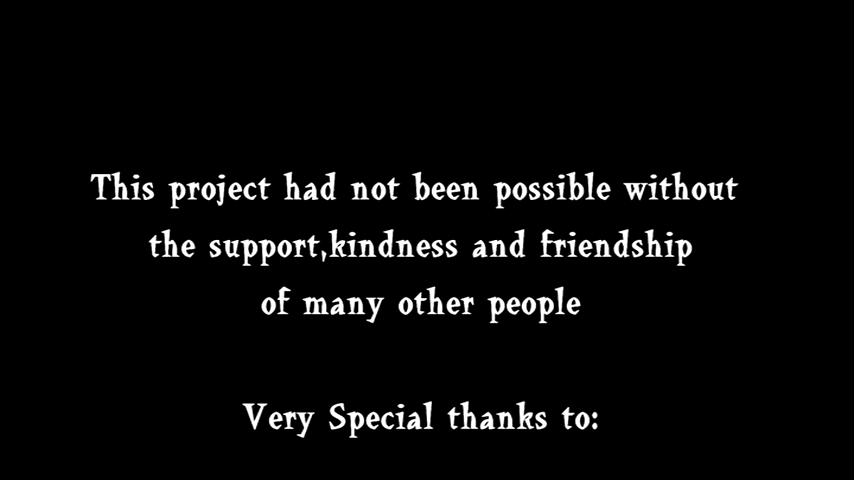 This project had not been possible without
the support,kindness and friendship
of many other people
Very Special thanks to: